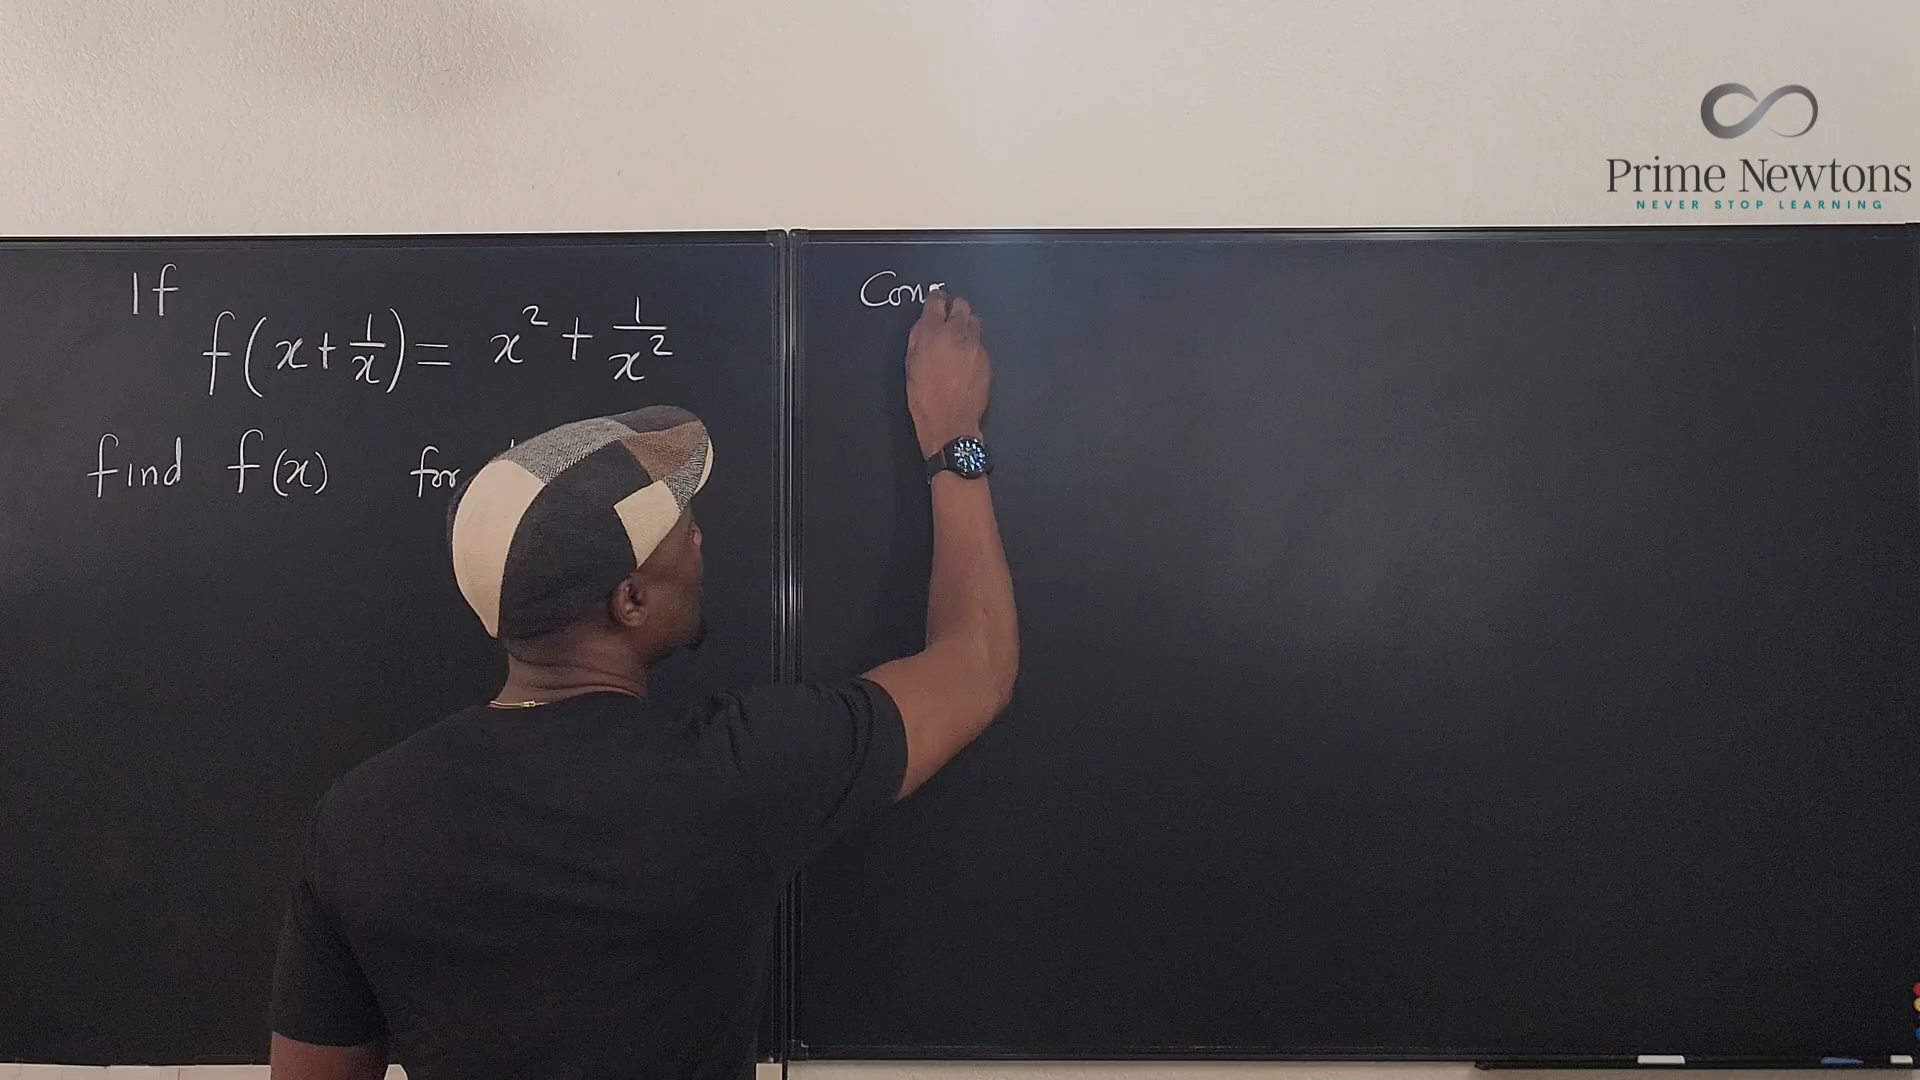 Prime Newtons
NEVER STOP LEARNING
If
f(x+1/x)= x² + 1/x²
find f(x) for